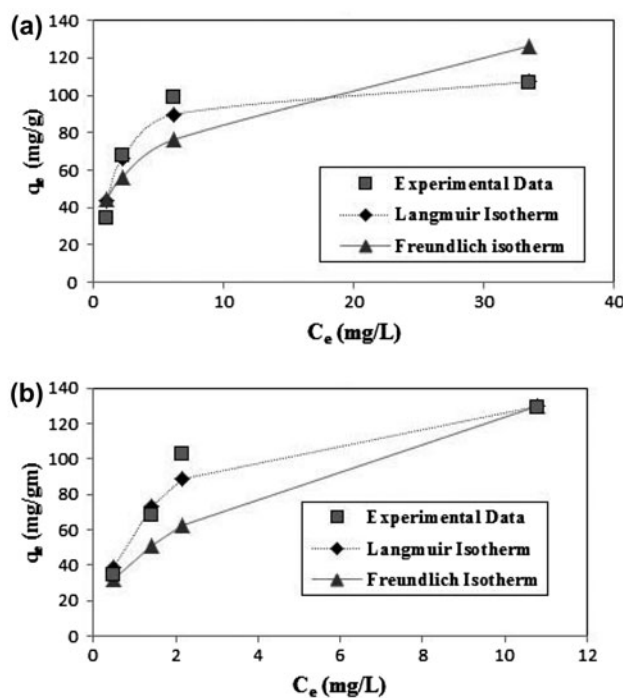 (a)
140
120
100
80
60
40
20
0
qe (mg/g)
Experimental Data
Langmuir Isotherm
Freundlich isotherm
0 10 20 30 40
Ce (mg/L)
(b)
140
120
100
80
60
40
20
0
qe (mg/gm)
Experimental Data
Langmuir Isotherm
Freundlich Isotherm
0 2 4 6 8 10 12
Ce (mg/L)